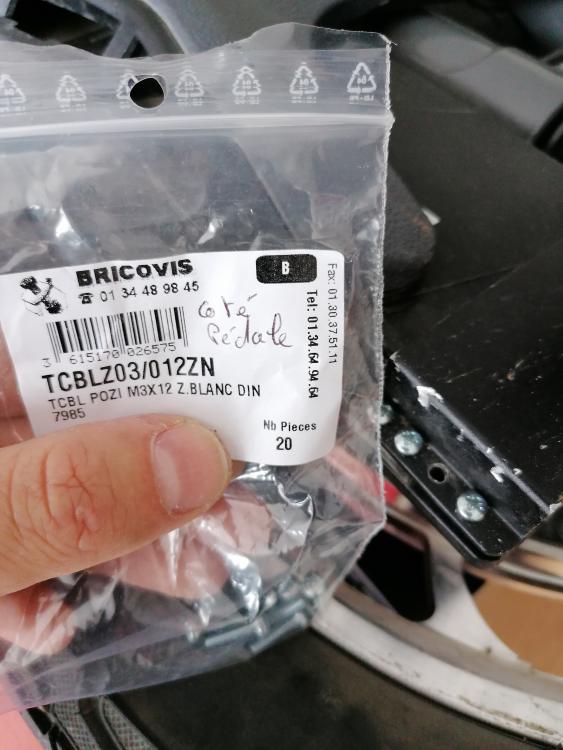 BRICOVIS
B
☎ 01 34 48 98 45
Coté
Pédale
3 615170 026575
TCBLZ03/012ZN
TCBL POZI M3X12 Z.BLANC DIN
7985
Nb Pieces
20
Tel: 01.34.64.94.64
Fax: 01.30.37.51.11